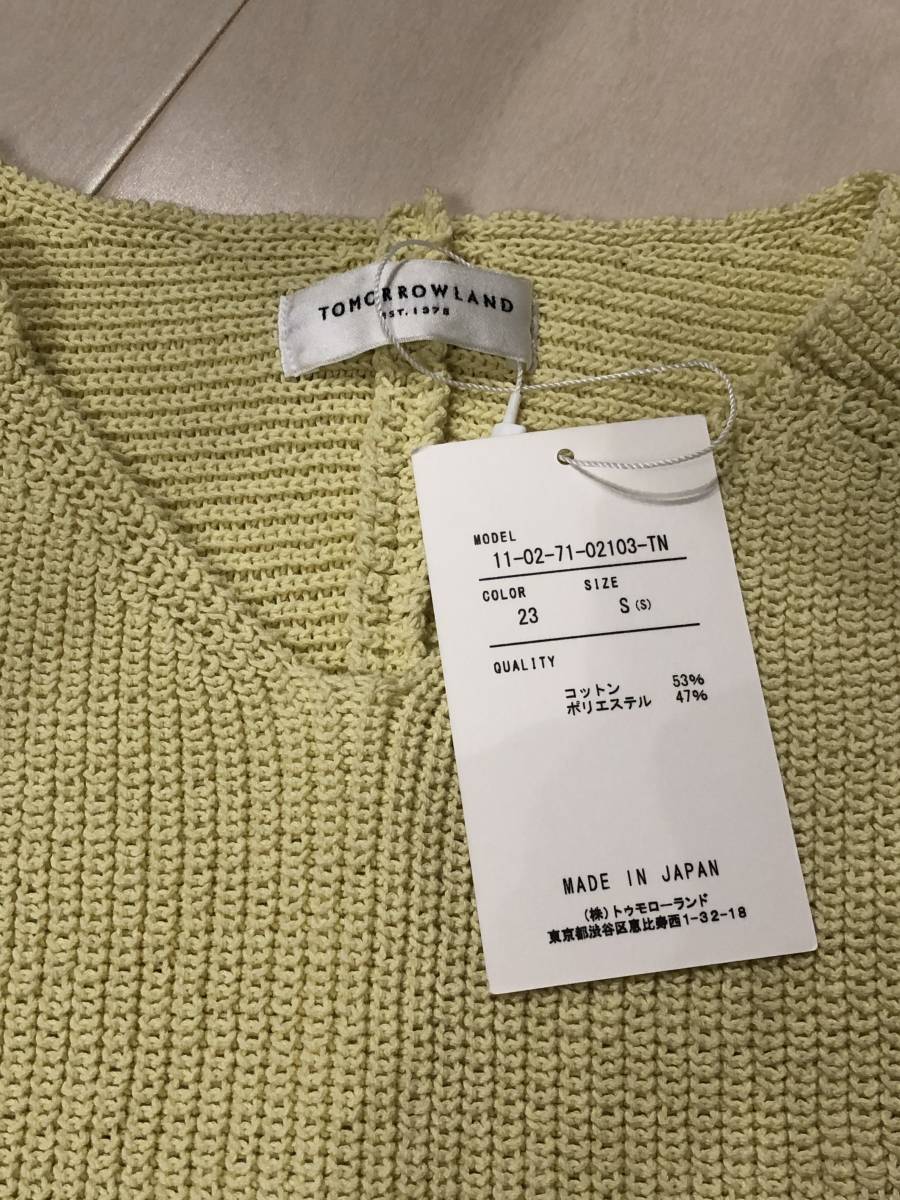 TOMORROWLAND
EST. 1978
MODEL
11-02-71-02103-TN
COLOR SIZE
23 S (S)
QUALITY
コットン 53%
ポリエステル 47%
MADE IN JAPAN
(株)トゥモローランド
東京都渋谷区恵比寿西1-32-18